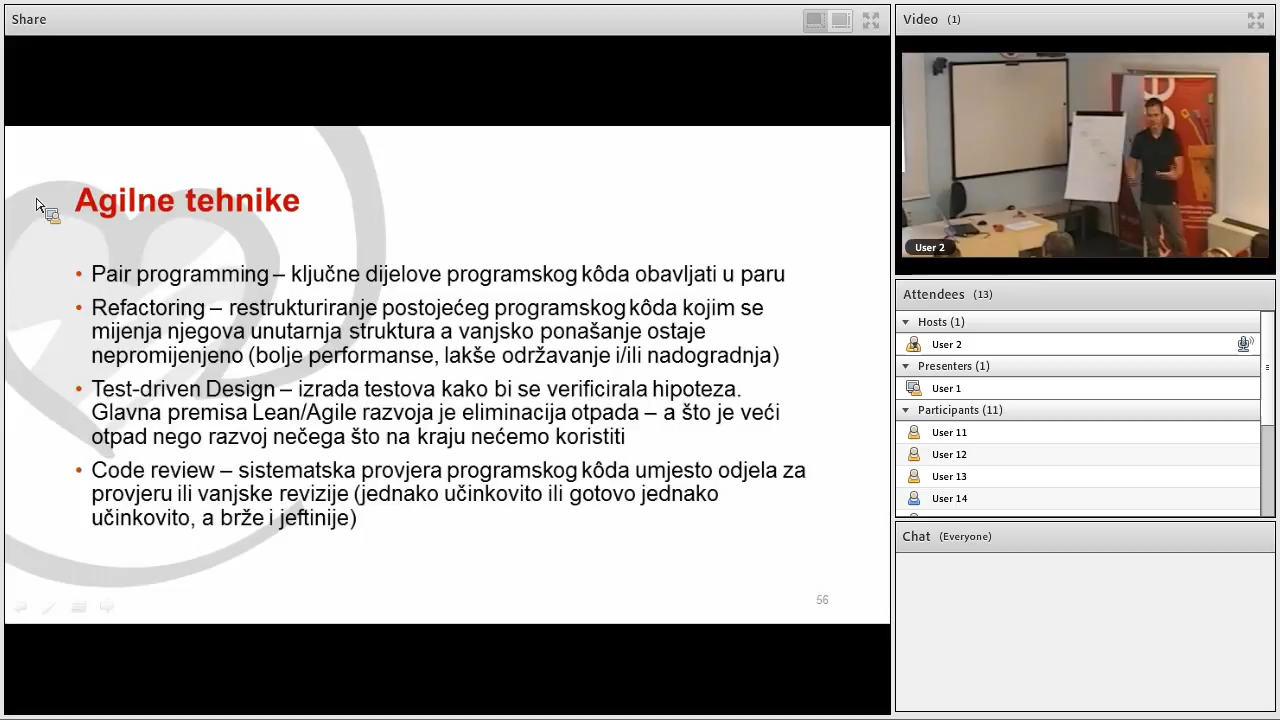 Share
Agilne tehnike
• Pair programming – ključne dijelove programskog kôda obavljati u paru
• Refactoring – restrukturiranje postojećeg programskog kôda kojim se
mijenja njegova unutarnja struktura a vanjsko ponašanje ostaje
nepromijenjeno (bolje performanse, lakše održavanje i/ili nadogradnja)
• Test-driven Design – izrada testova kako bi se verificirala hipoteza.
Glavna premisa Lean/Agile razvoja je eliminacija otpada – a što je veći
otpad nego razvoj nečega što na kraju nećemo koristiti
• Code review – sistematska provjera programskog kôda umjesto odjela za
provjeru ili vanjske revizije (jednako učinkovito ili gotovo jednako
učinkovito, a brže i jeftinije)
56
Video (1)
User 2
Attendees (13)
Hosts (1)
User 2
Presenters (1)
User 1
Participants (11)
User 11
User 12
User 13
User 14
Chat (Everyone)